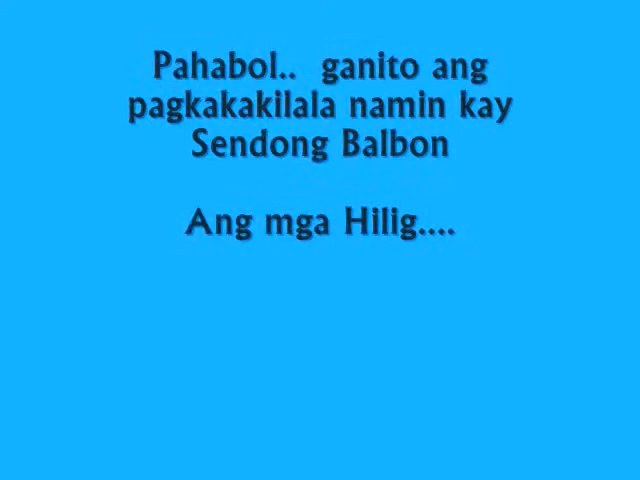 Pahabol..  ganito ang
pagkakakilala namin kay
Sendong Balbon
Ang mga Hilig....